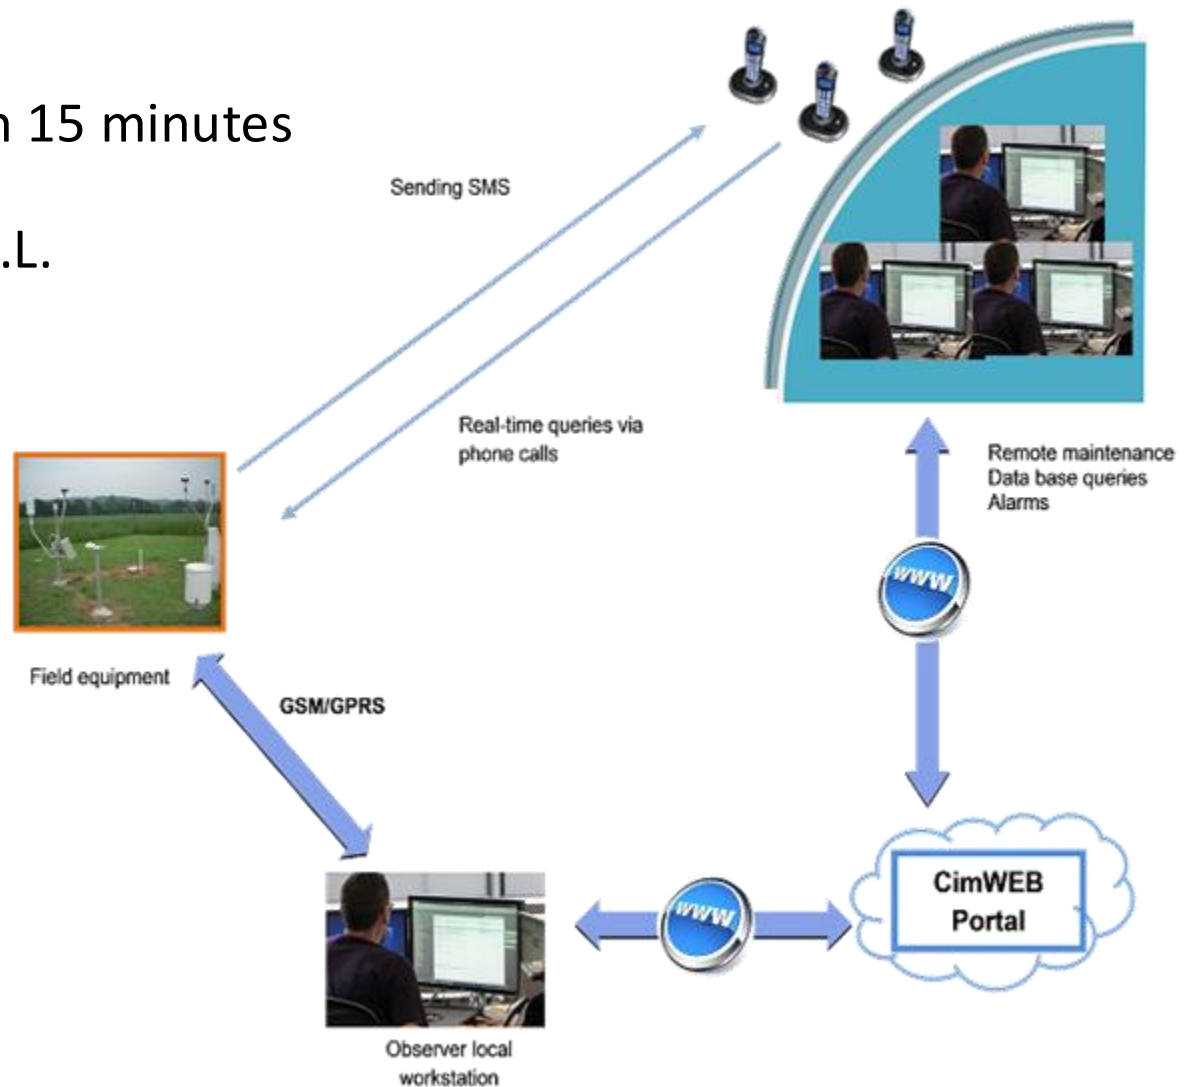 n 15 minutes
.L.
Sending SMS
Real-time queries via
phone calls
Remote maintenance
Data base queries
Alarms
www
Field equipment
GSM/GPRS
www
CimWEB
Portal
Observer local
workstation